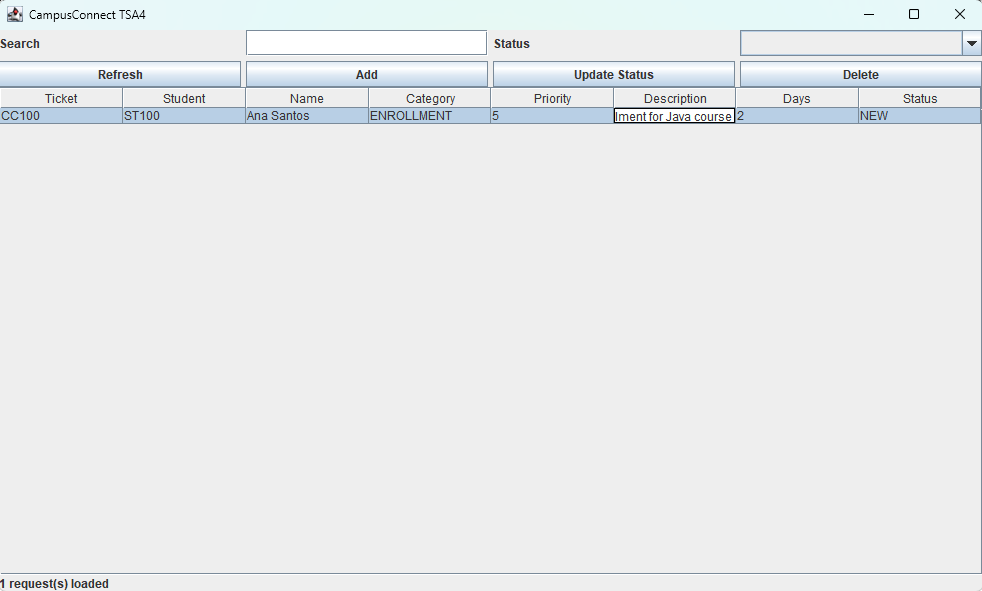 CampusConnect TSA4
Search Status
Refresh Add Update Status Delete
Ticket Student Name Category Priority Description Days Status
CC100 ST100 Ana Santos ENROLLMENT 5 lment for Java course 2 NEW
1 request(s) loaded